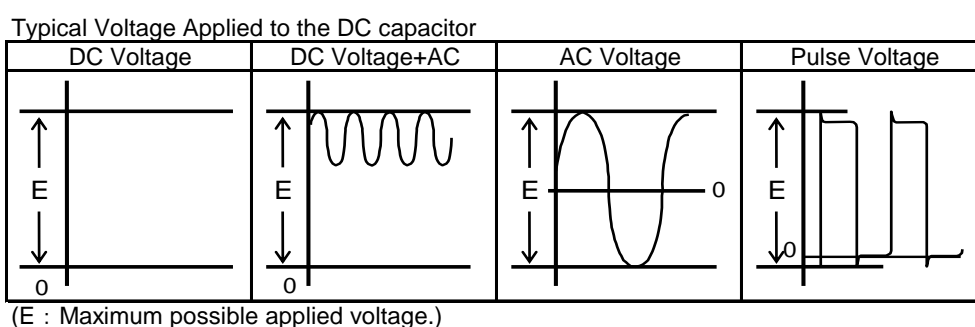 Typical Voltage Applied to the DC capacitor
DC Voltage DC Voltage+AC AC Voltage Pulse Voltage
E E E E
0 0 0 0
(E：Maximum possible applied voltage.)